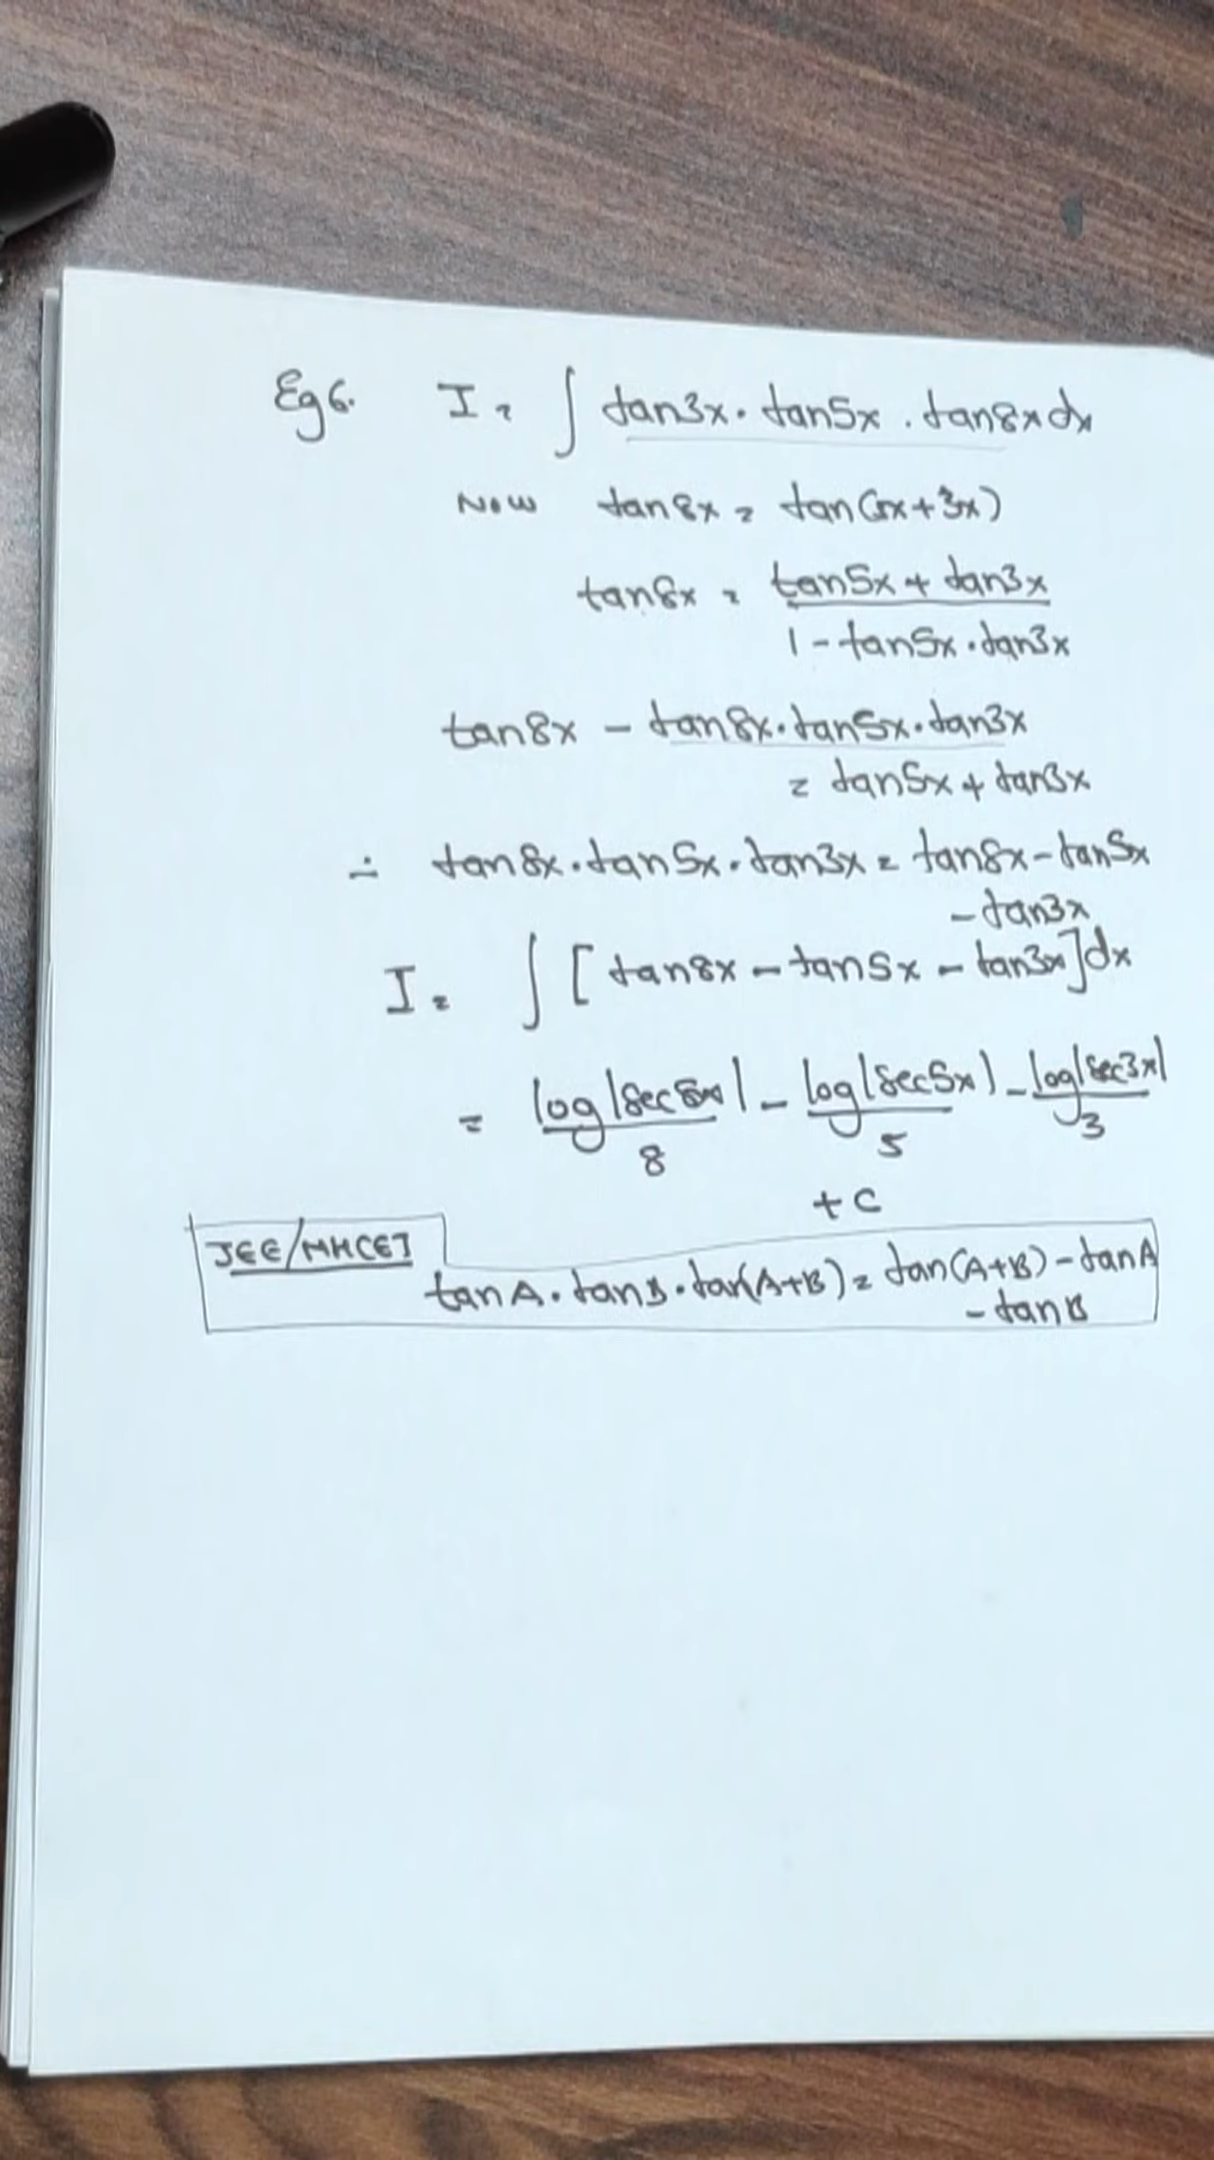 Eg 6. I = ∫ tan3x · tan5x · tan8x dx
Now tan8x = tan(5x+3x)
tan8x = tan5x + tan3x
1 - tan5x · tan3x
tan8x - tan8x · tan5x · tan3x
= tan5x + tan3x
∴ tan8x · tan5x · tan3x = tan8x - tan5x
- tan3x
I = ∫ [ tan8x - tan5x - tan3x ] dx
= log|sec8x| - log|sec5x| - log|sec3x|
8 5 3
+ c
JEE/MHCET
tanA · tanB · tan(A+B) = tan(A+B) - tanA
- tanB